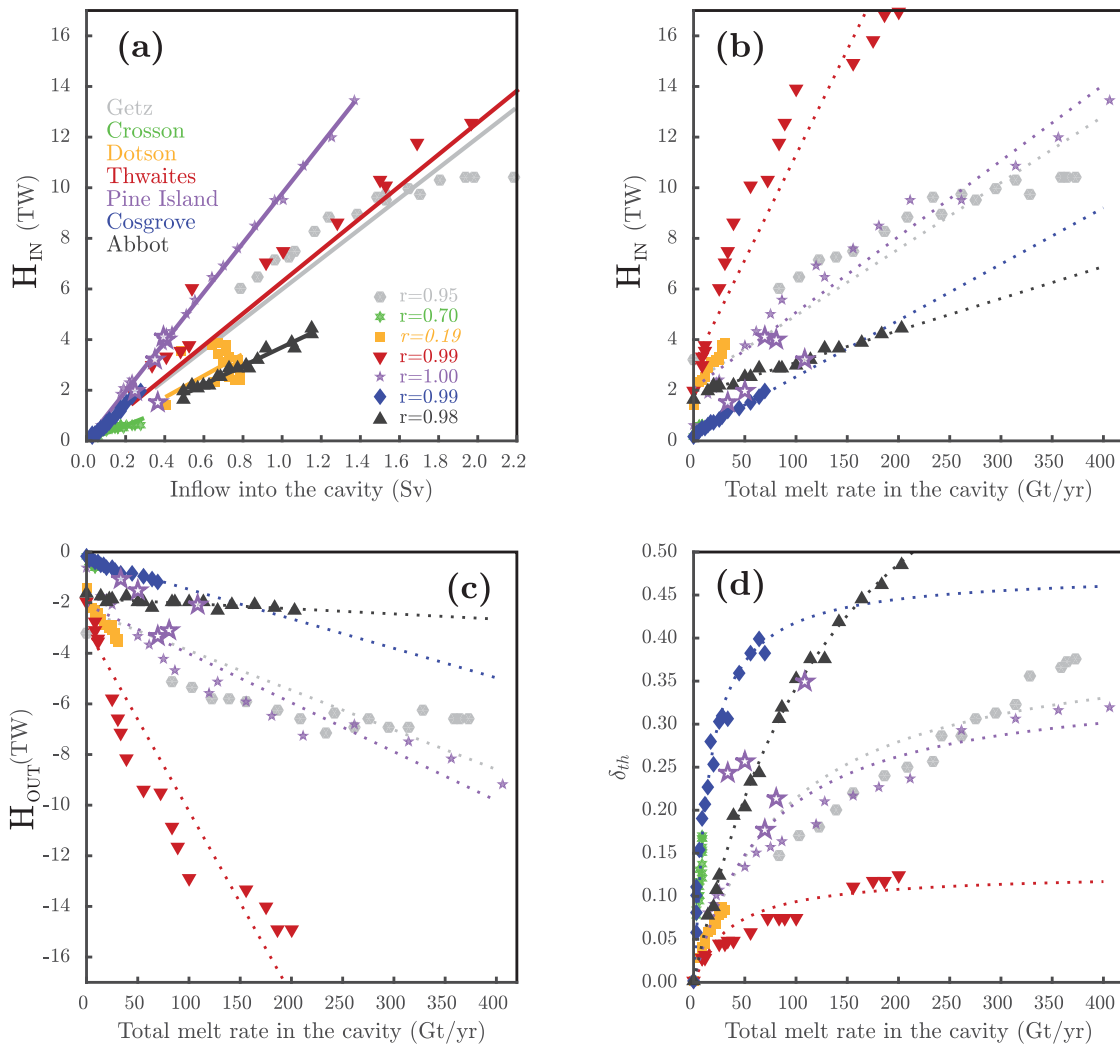 (a)
H_IN (TW)
16
14
12
10
8
6
4
2
0
Getz
Crosson
Dotson
Thwaites
Pine Island
Cosgrove
Abbot
r=0.95
r=0.70
r=0.19
r=0.99
r=1.00
r=0.99
r=0.98
0.0 0.2 0.4 0.6 0.8 1.0 1.2 1.4 1.6 1.8 2.0 2.2
Inflow into the cavity (Sv)
(b)
H_IN (TW)
16
14
12
10
8
6
4
2
0
0 50 100 150 200 250 300 350 400
Total melt rate in the cavity (Gt/yr)
(c)
H_OUT(TW)
0
-2
-4
-6
-8
-10
-12
-14
-16
0 50 100 150 200 250 300 350 400
Total melt rate in the cavity (Gt/yr)
(d)
δ_th
0.50
0.45
0.40
0.35
0.30
0.25
0.20
0.15
0.10
0.05
0.00
0 50 100 150 200 250 300 350 400
Total melt rate in the cavity (Gt/yr)